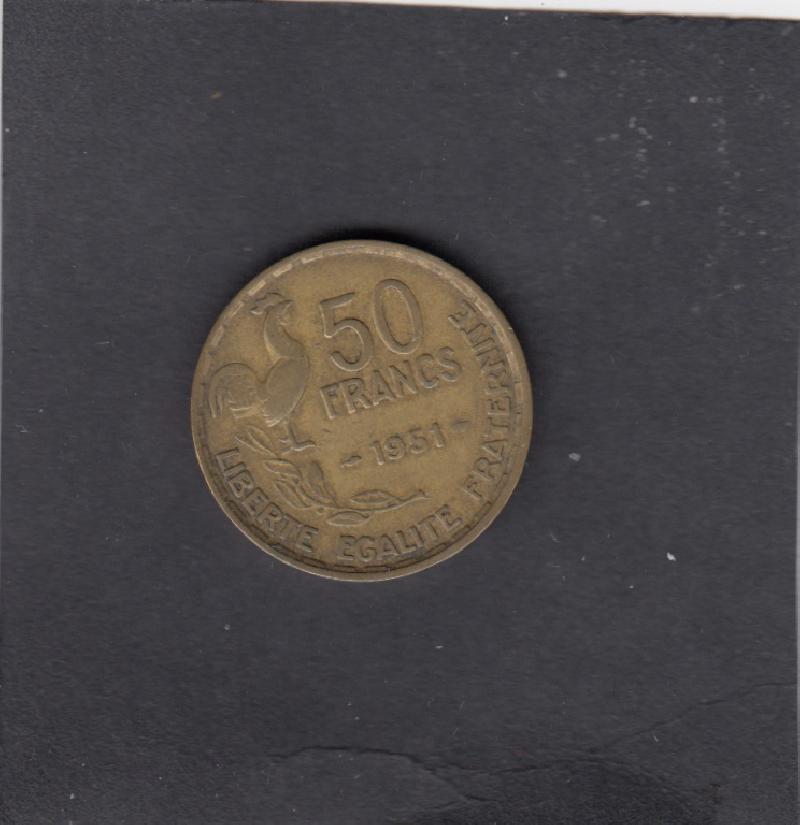 50
FRANCS
-1951-
LIBERTE EGALITE FRATERNITE